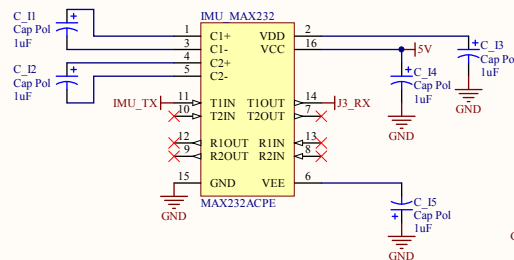 IMU_MAX232
C_I1
Cap Pol
1uF
C_I2
Cap Pol
1uF
1 C1+ VDD 2
3 C1- VCC 16 5V
4 C2+
5 C2-
C_I3
Cap Pol
1uF
GND
C_I4
Cap Pol
1uF
GND
IMU_TX 11 T1IN T1OUT 14 J3_RX
10 T2IN T2OUT 7
12 R1OUT R1IN 13
9 R2OUT R2IN 8
15 GND VEE 6
GND
MAX232ACPE
C_I5
Cap Pol
1uF
GND